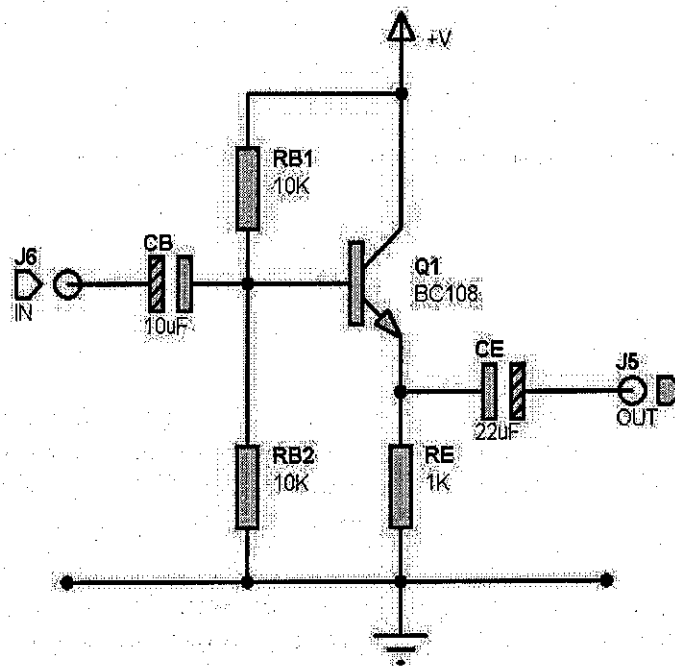 +V
RB1
10K
J6
CB
IN
10uF
Q1
BC108
CE
J5
22uF
OUT
RB2
10K
RE
1K